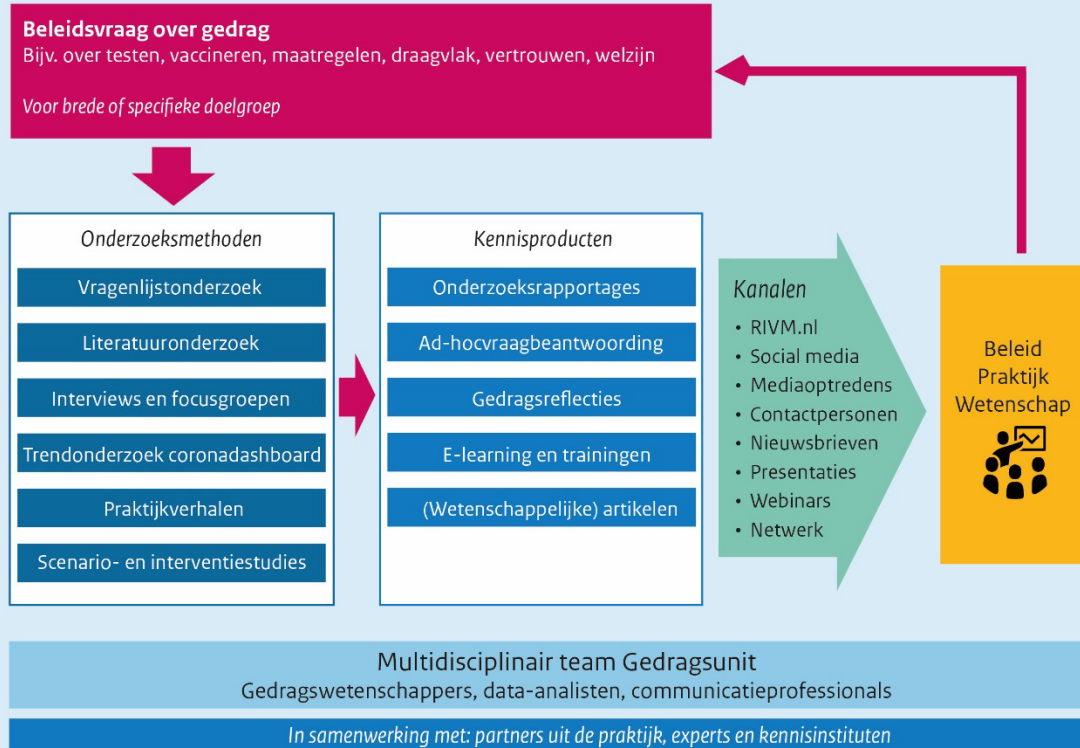 Beleidsvraag over gedrag
Bijv. over testen, vaccineren, maatregelen, draagvlak, vertrouwen, welzijn
Voor brede of specifieke doelgroep
Onderzoeksmethoden
Vragenlijstonderzoek
Literatuuronderzoek
Interviews en focusgroepen
Trendonderzoek coronadashboard
Praktijkverhalen
Scenario- en interventiestudies
Kennisproducten
Onderzoeksrapportages
Ad-hocvraagbeantwoording
Gedragsreflecties
E-learning en trainingen
(Wetenschappelijke) artikelen
Kanalen
• RIVM.nl
• Social media
• Mediaoptredens
• Contactpersonen
• Nieuwsbrieven
• Presentaties
• Webinars
• Netwerk
Beleid
Praktijk
Wetenschap
Multidisciplinair team Gedragsunit
Gedragswetenschappers, data-analisten, communicatieprofessionals
In samenwerking met: partners uit de praktijk, experts en kennisinstituten